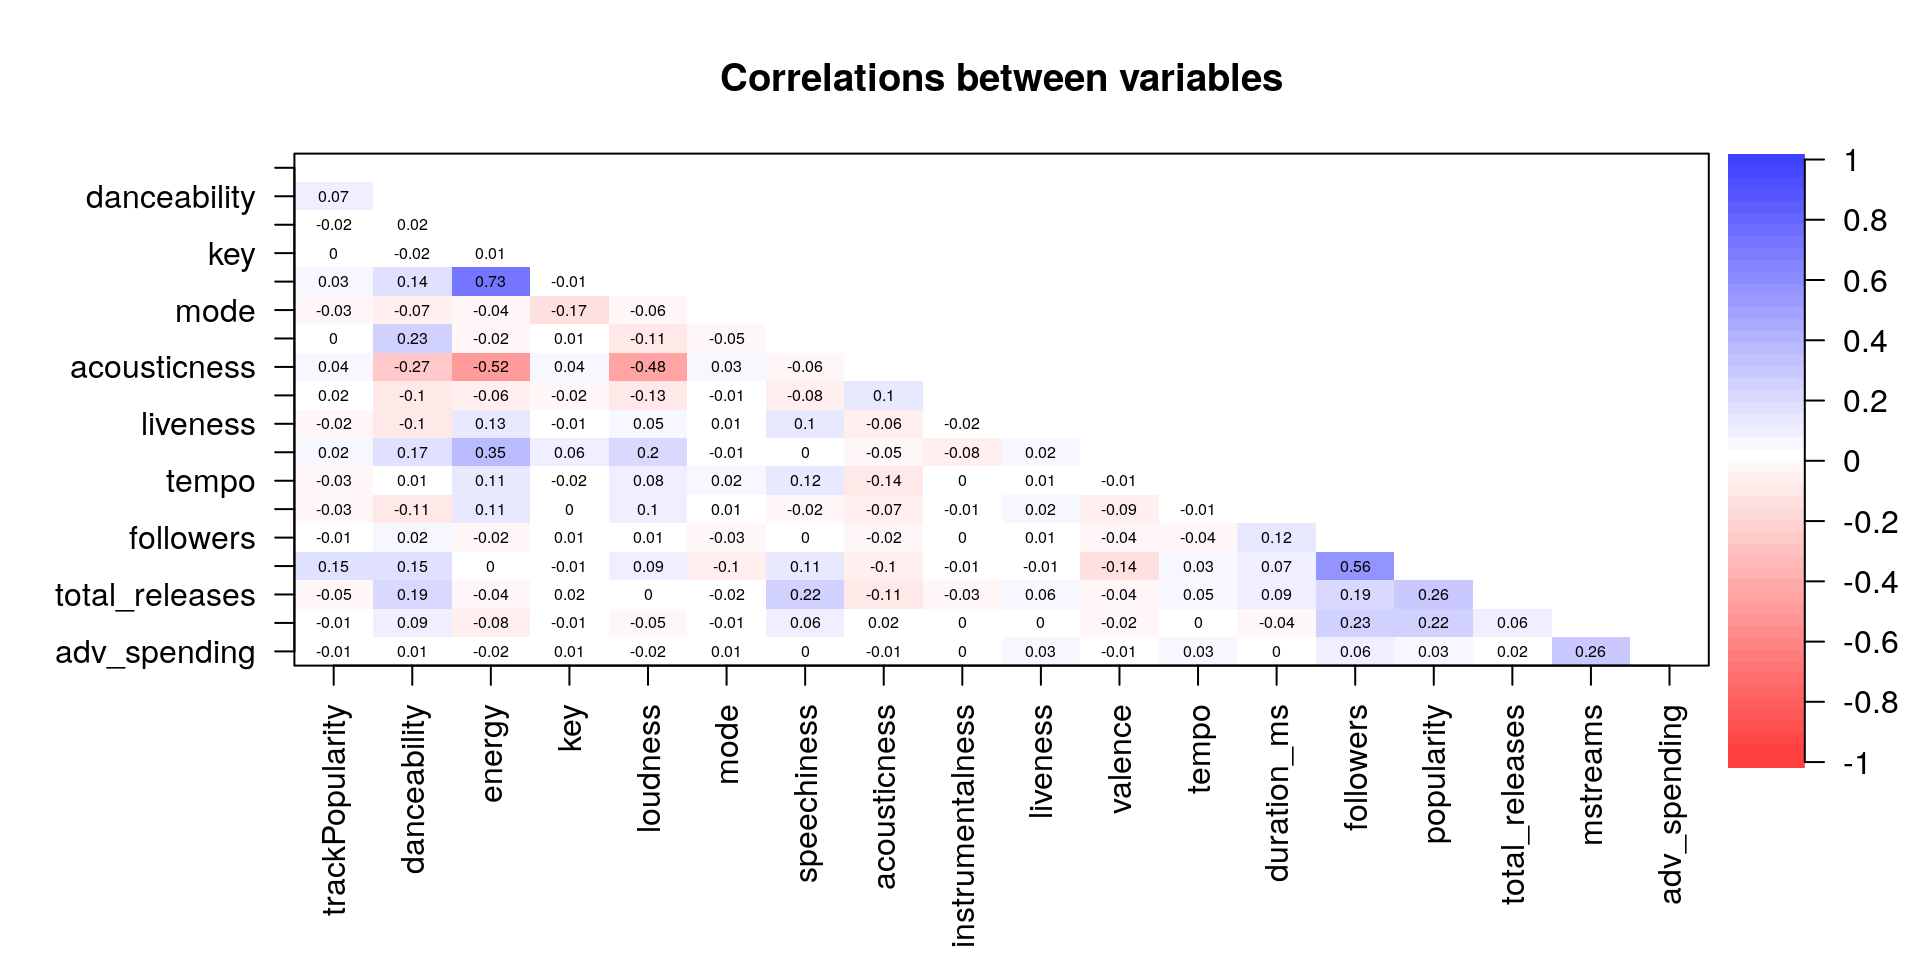 Correlations between variables
danceability 0.07
-0.02 0.02
key 0 -0.02 0.01
0.03 0.14 0.73 -0.01
mode -0.03 -0.07 -0.04 -0.17 -0.06
0 0.23 -0.02 0.01 -0.11 -0.05
acousticness 0.04 -0.27 -0.52 0.04 -0.48 0.03 -0.06
0.02 -0.1 -0.06 -0.02 -0.13 -0.01 -0.08 0.1
liveness -0.02 -0.1 0.13 -0.01 0.05 0.01 0.1 -0.06 -0.02
0.02 0.17 0.35 0.06 0.2 -0.01 0 -0.05 -0.08 0.02
tempo -0.03 0.01 0.11 -0.02 0.08 0.02 0.12 -0.14 0 0.01 -0.01
-0.03 -0.11 0.11 0 0.1 0.01 -0.02 -0.07 -0.01 0.02 -0.09 -0.01
followers -0.01 0.02 -0.02 0.01 0.01 -0.03 0 -0.02 0 0.01 -0.04 -0.04 0.12
0.15 0.15 0 -0.01 0.09 -0.1 0.11 -0.1 -0.01 -0.01 -0.14 0.03 0.07 0.56
total_releases -0.05 0.19 -0.04 0.02 0 -0.02 0.22 -0.11 -0.03 0.06 -0.04 0.05 0.09 0.19 0.26
-0.01 0.09 -0.08 -0.01 -0.05 -0.01 0.06 0.02 0 0 -0.02 0 -0.04 0.23 0.22 0.06
adv_spending -0.01 0.01 -0.02 0.01 -0.02 0.01 0 -0.01 0 0.03 -0.01 0.03 0 0.06 0.03 0.02 0.26
trackPopularity
danceability
energy
key
loudness
mode
speechiness
acousticness
instrumentalness
liveness
valence
tempo
duration_ms
followers
popularity
total_releases
mstreams
adv_spending
1
0.8
0.6
0.4
0.2
0
-0.2
-0.4
-0.6
-0.8
-1